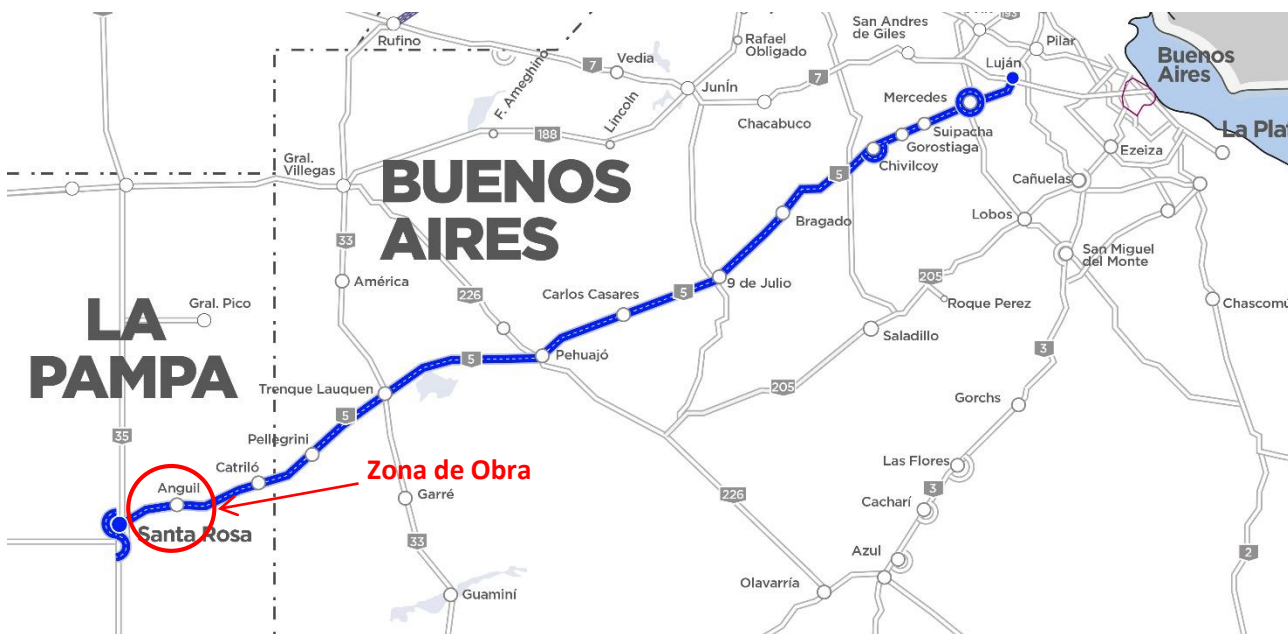 Rufino
Vedia
7
F. Ameghino
Lincoln
188
Junín
Rafael
Obligado
7
Chacabuco
San Andres
de Giles
193
Pilar
Luján
Mercedes
Suipacha
Gorostiaga
Chivilcoy
5
Buenos
Aires
La Plat
Ezeiza
Cañuelas
Lobos
San Miguel
del Monte
Bragado
205
Roque Perez
Chascomú
Gral.
Villegas
BUENOS
AIRES
33
América
226
Carlos Casares
5
9 de Julio
Saladillo
3
LA
PAMPA
Gral. Pico
Pehuajó
5
Trenque Lauquen
205
Gorchs
5
35
Pellegrini
Catriló
Anguil
Zona de Obra
Santa Rosa
Garré
33
Guaminí
226
Las Flores
3
Cacharí
Azul
Olavarría
2